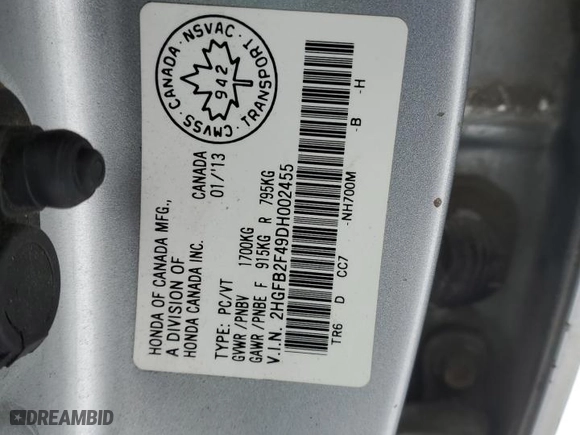 HONDA OF CANADA MFG.,
A DIVISION OF
HONDA CANADA INC.
CANADA
01/'13
TYPE: PC/VT
GVWR/PNBV 1700KG
GAWR/PNBE F 915KG R 795KG
V.I.N. 2HGFB2F49DH002455
TR6 D CC7 -NH700M -B -H
CMVSS · CANADA · NSVAC · TRANSPORT ·
942
DREAMBID